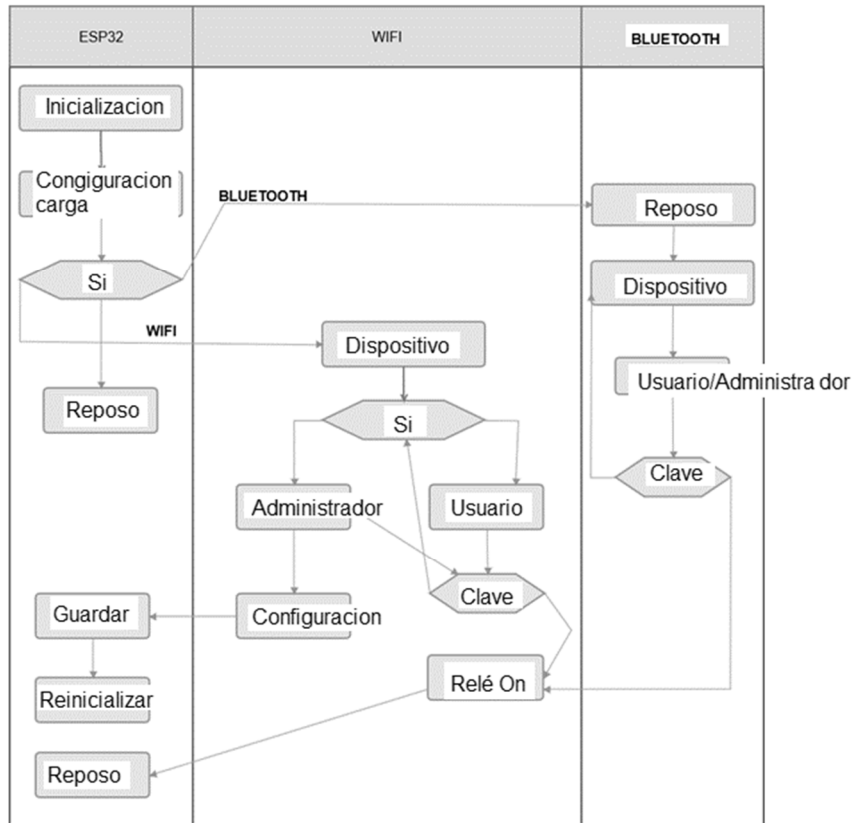 ESP32
WIFI
BLUETOOTH
Inicializacion
Congiguracion
carga
BLUETOOTH
Reposo
Si
Dispositivo
WIFI
Dispositivo
Reposo
Usuario/Administra dor
Si
Clave
Administrador
Usuario
Clave
Guardar
Configuracion
Reinicializar
Relé On
Reposo